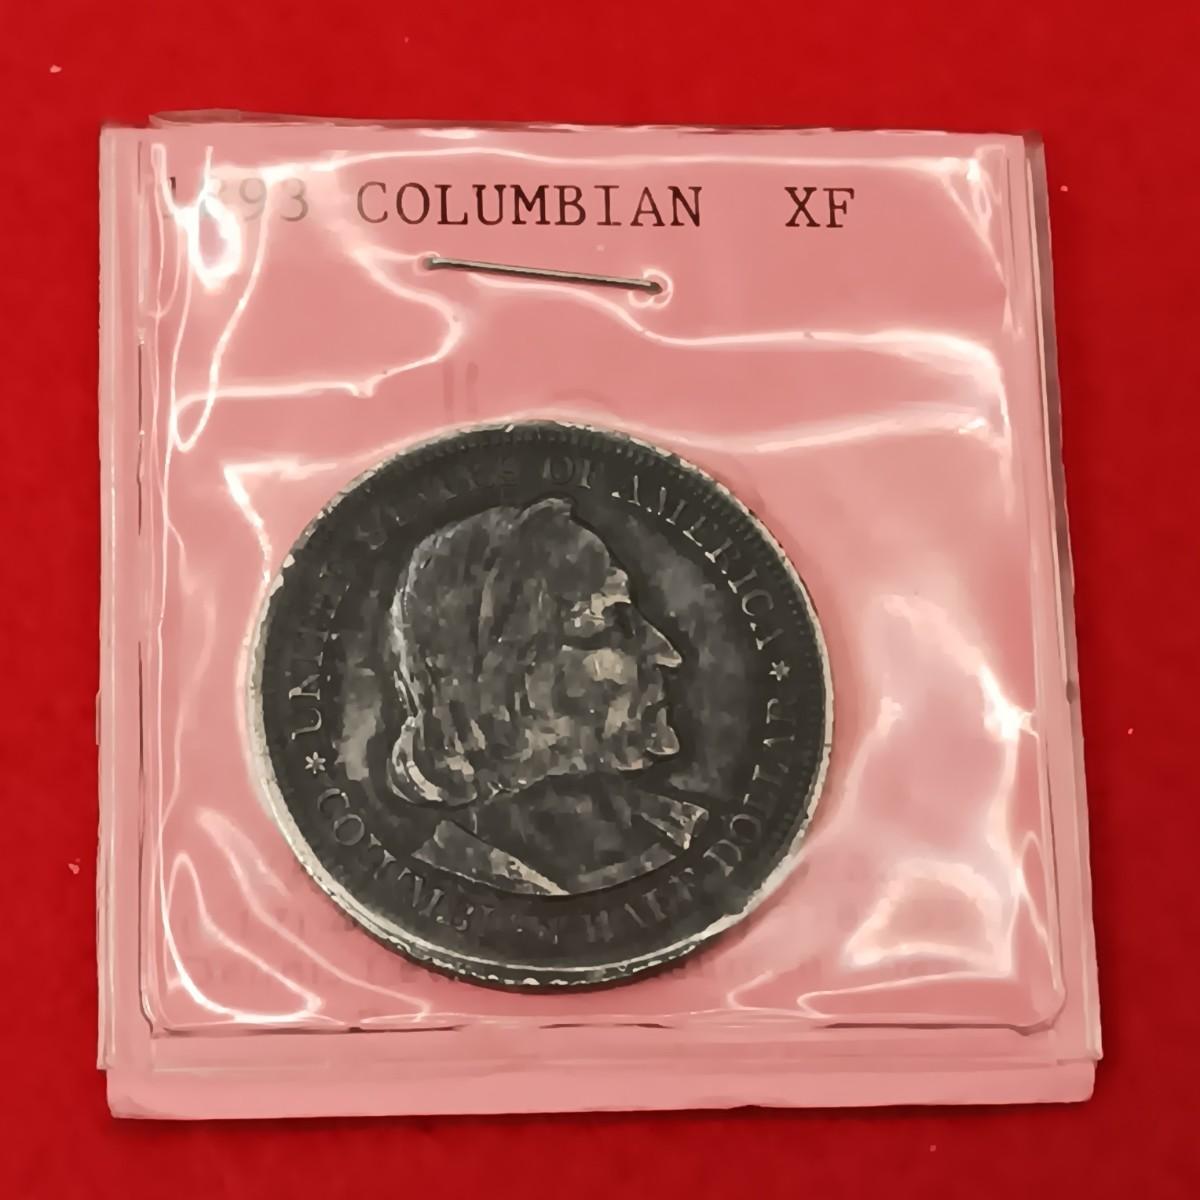 1893 COLUMBIAN XF
UNITED STATES OF AMERICA
* COLUMBIAN HALF DOLLAR *